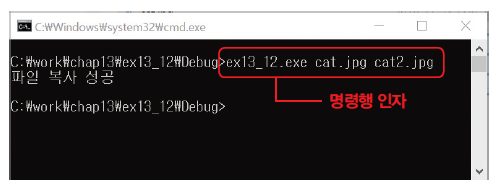 C:\Windows\system32\cmd.exe
C:₩work₩chap13₩ex13_12₩Debug>ex13_12.exe cat.jpg cat2.jpg
파일 복사 성공
명령행 인자
C:₩work₩chap13₩ex13_12₩Debug>